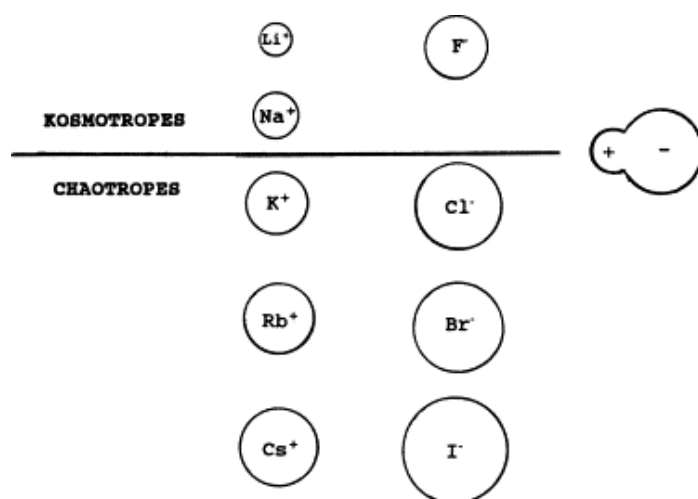 Li⁺ F⁻
KOSMOTROPES Na⁺
+ −
CHAOTROPES K⁺ Cl⁻
Rb⁺ Br⁻
Cs⁺ I⁻